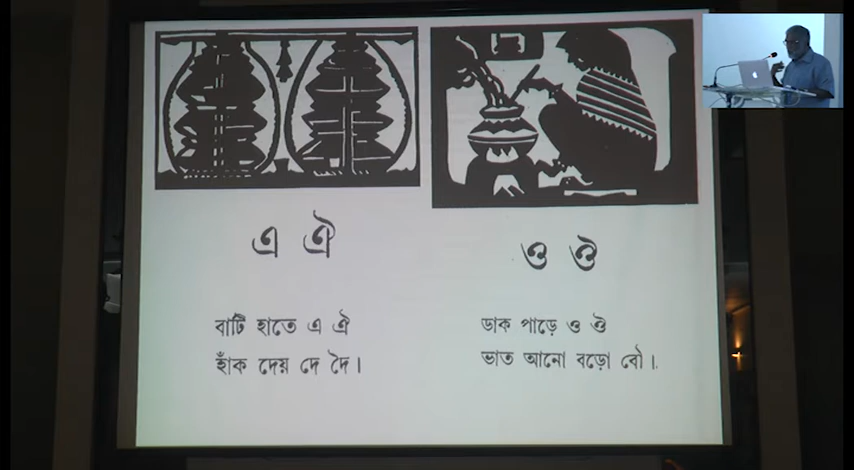 এ ঐ
বাটি হাতে এ ঐ
হাঁক দেয় দে দৈ।
ও ঔ
ডাক পাড়ে ও ঔ
ভাত আনো বড়ো বৌ।